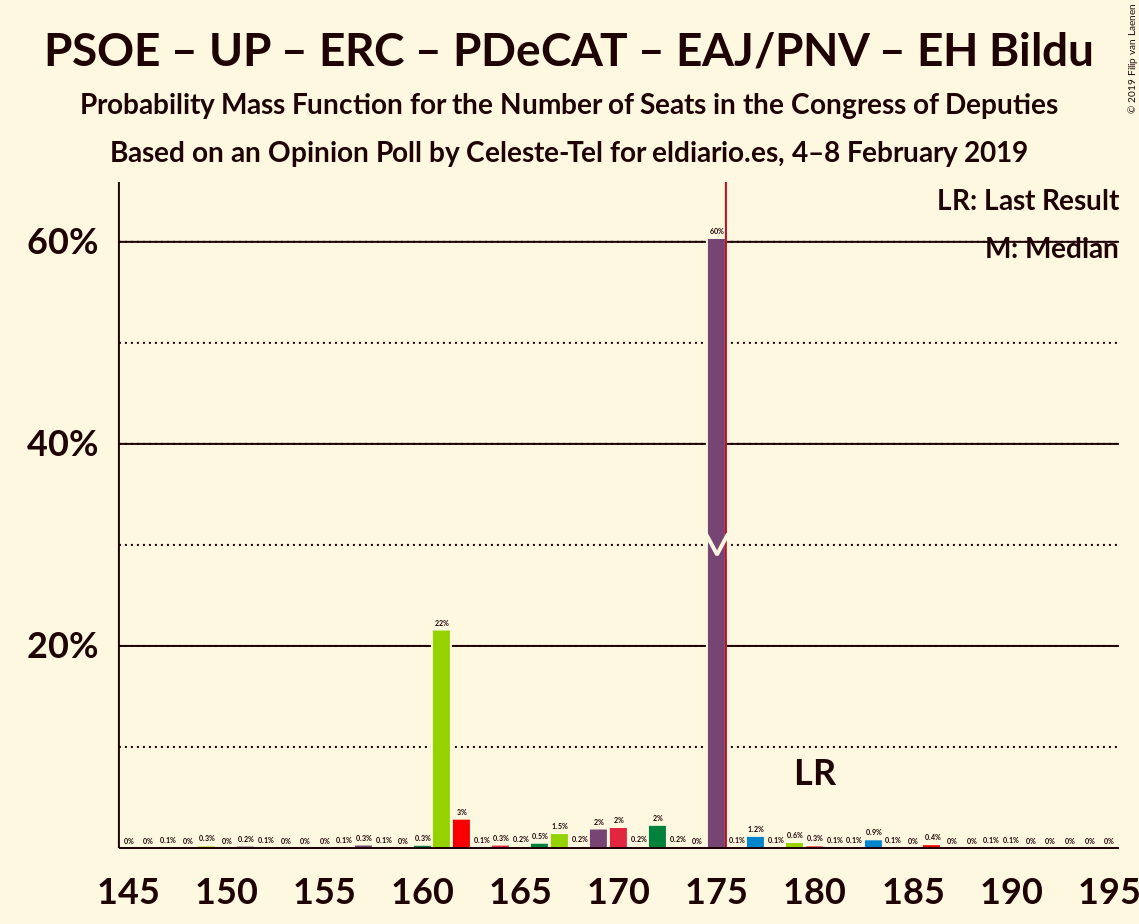 PSOE – UP – ERC – PDeCAT – EAJ/PNV – EH Bildu
Probability Mass Function for the Number of Seats in the Congress of Deputies
Based on an Opinion Poll by Celeste-Tel for eldiario.es, 4–8 February 2019
© 2019 Filip van Laenen
LR: Last Result
M: Median
60%
40%
20%
60%
22%
LR
0% 0% 0.1% 0% 0.3% 0% 0.2% 0.1% 0% 0% 0% 0.1% 0.3% 0.1% 0% 0.3% 3% 0.1% 0.3% 0.2% 0.5% 1.5% 0.2% 2% 2% 0.2% 2% 0.2% 0% 0.1% 1.2% 0.1% 0.6% 0.3% 0.1% 0.1% 0.9% 0.1% 0% 0.4% 0% 0% 0.1% 0.1% 0% 0% 0% 0% 0%
145 150 155 160 165 170 175 180 185 190 195